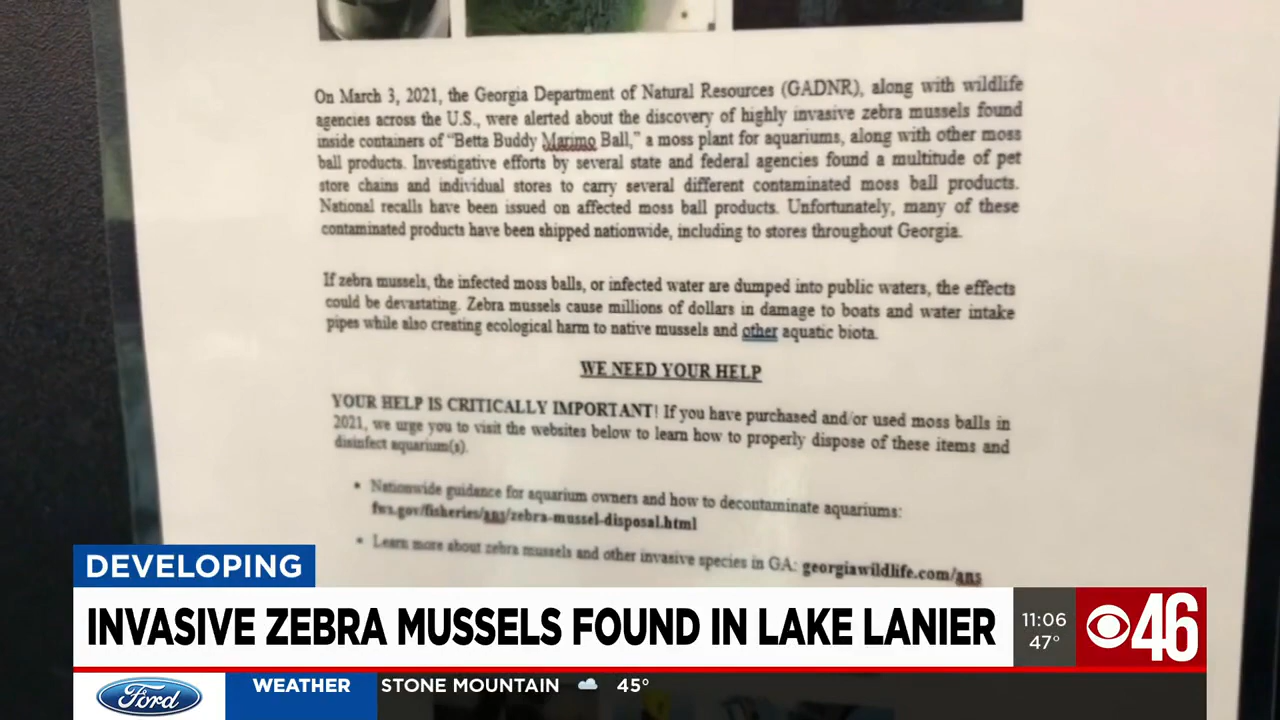 On March 3, 2021, the Georgia Department of Natural Resources (GADNR), along with wildlife
agencies across the U.S., were alerted about the discovery of highly invasive zebra mussels found
inside containers of “Betta Buddy Marimo Ball,” a moss plant for aquariums, along with other moss
ball products. Investigative efforts by several state and federal agencies found a multitude of pet
store chains and individual stores to carry several different contaminated moss ball products.
National recalls have been issued on affected moss ball products. Unfortunately, many of these
contaminated products have been shipped nationwide, including to stores throughout Georgia.
If zebra mussels, the infected moss balls, or infected water are dumped into public waters, the effects
could be devastating. Zebra mussels cause millions of dollars in damage to boats and water intake
pipes while also creating ecological harm to native mussels and other aquatic biota.
WE NEED YOUR HELP
YOUR HELP IS CRITICALLY IMPORTANT! If you have purchased and/or used moss balls in
2021, we urge you to visit the websites below to learn how to properly dispose of these items and
disinfect aquarium(s).
• Nationwide guidance for aquarium owners and how to decontaminate aquariums:
fws.gov/fisheries/ans/zebra-mussel-disposal.html
• Learn more about zebra mussels and other invasive species in GA: georgiawildlife.com/ans
DEVELOPING
INVASIVE ZEBRA MUSSELS FOUND IN LAKE LANIER
11:06
47°
46
Ford
WEATHER
STONE MOUNTAIN 45°